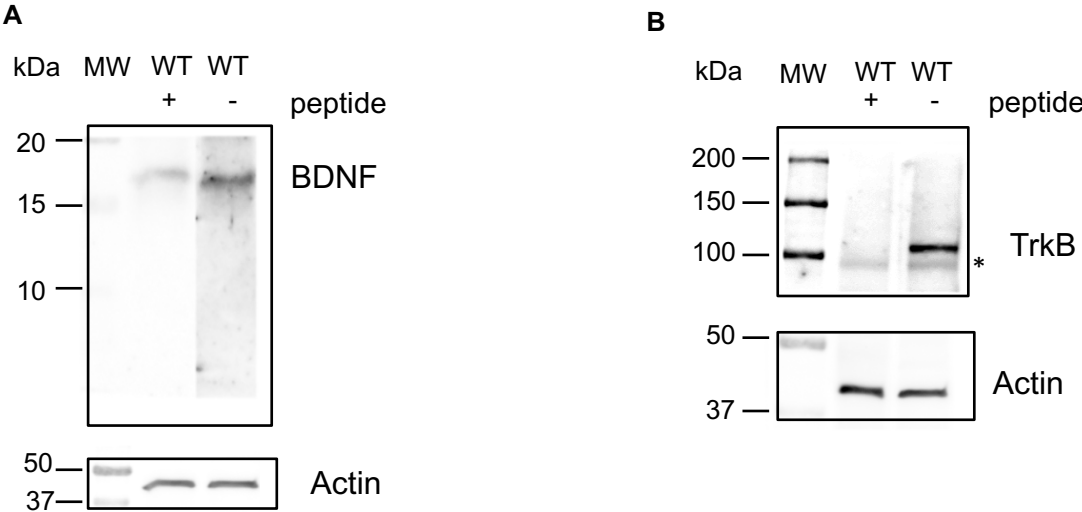 A
kDa MW WT WT
+ - peptide
20
BDNF
15
10
50
Actin
37
B
kDa MW WT WT
+ - peptide
200
150
100
TrkB
*
50
Actin
37